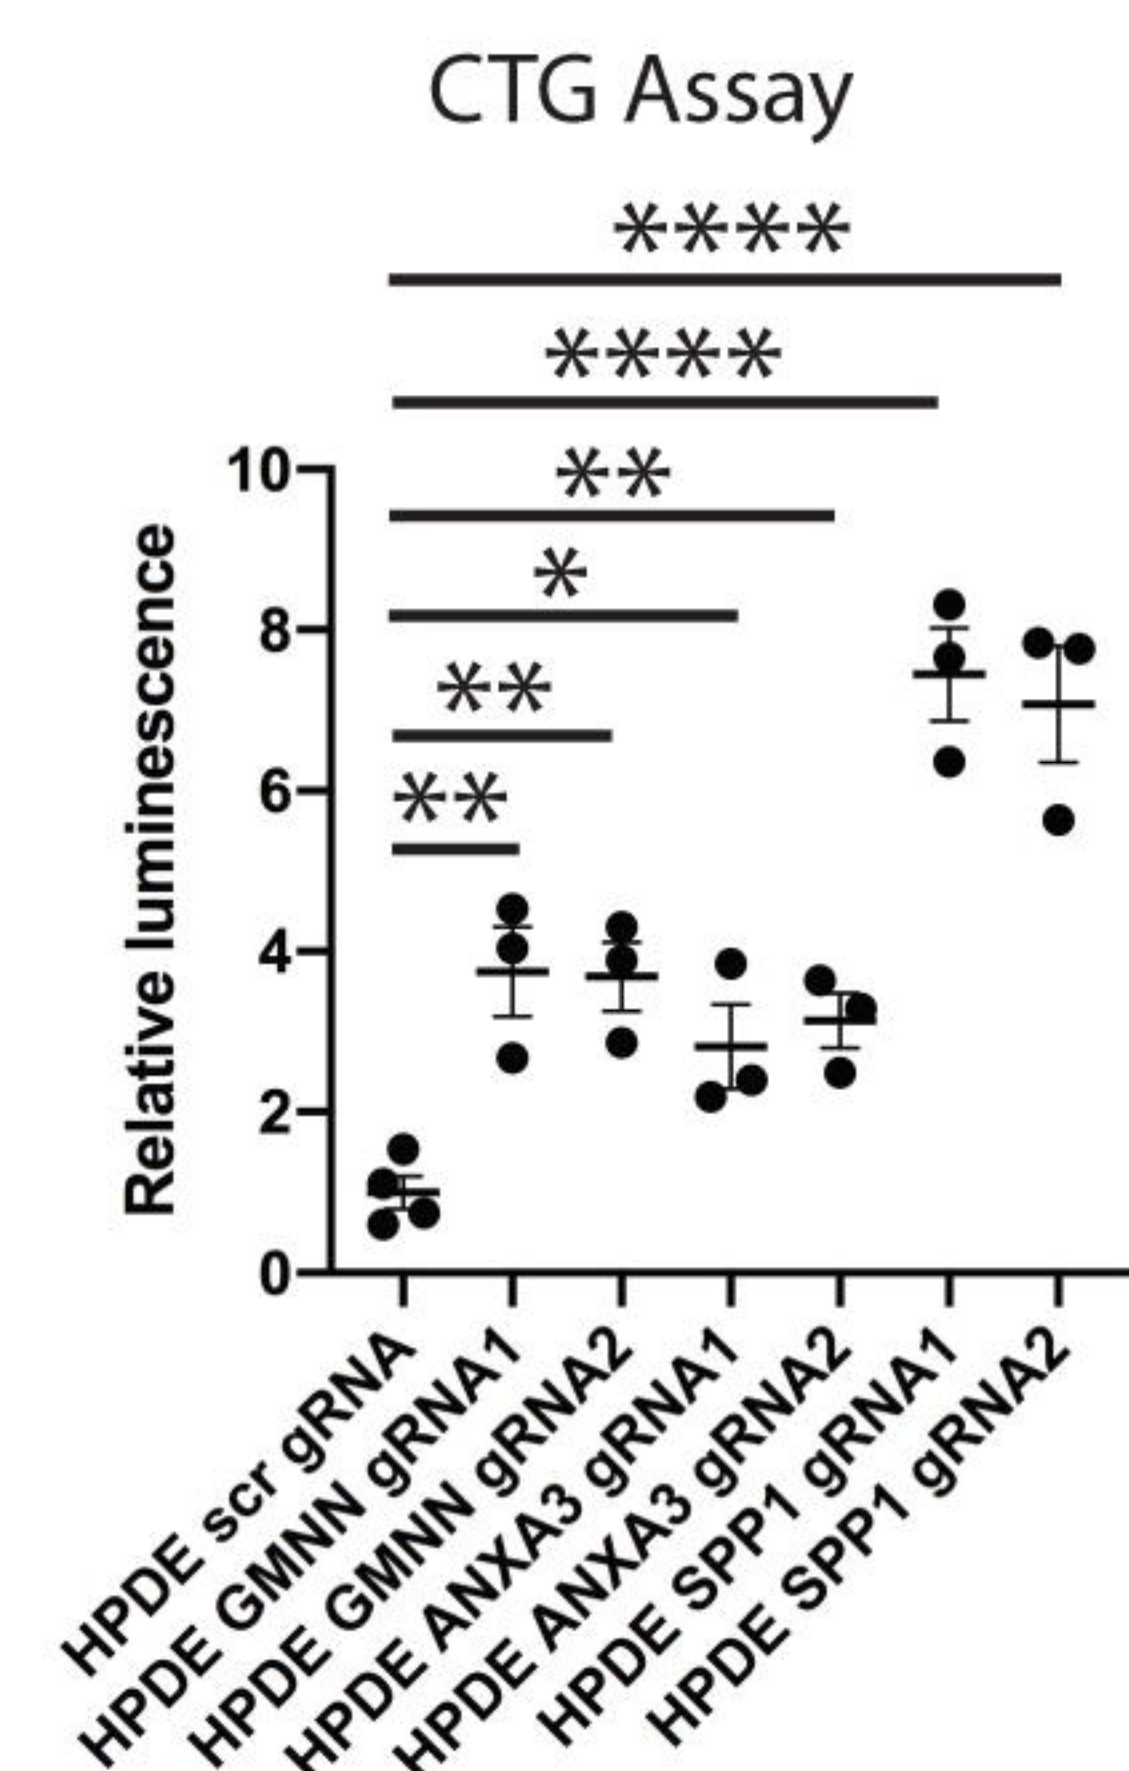 CTG Assay
****
****
**
*
**
**
Relative luminescence
10
8
6
4
2
0
HPDE scr gRNA
HPDE GMNN gRNA1
HPDE GMNN gRNA2
HPDE ANXA3 gRNA1
HPDE ANXA3 gRNA2
HPDE SPP1 gRNA1
HPDE SPP1 gRNA2